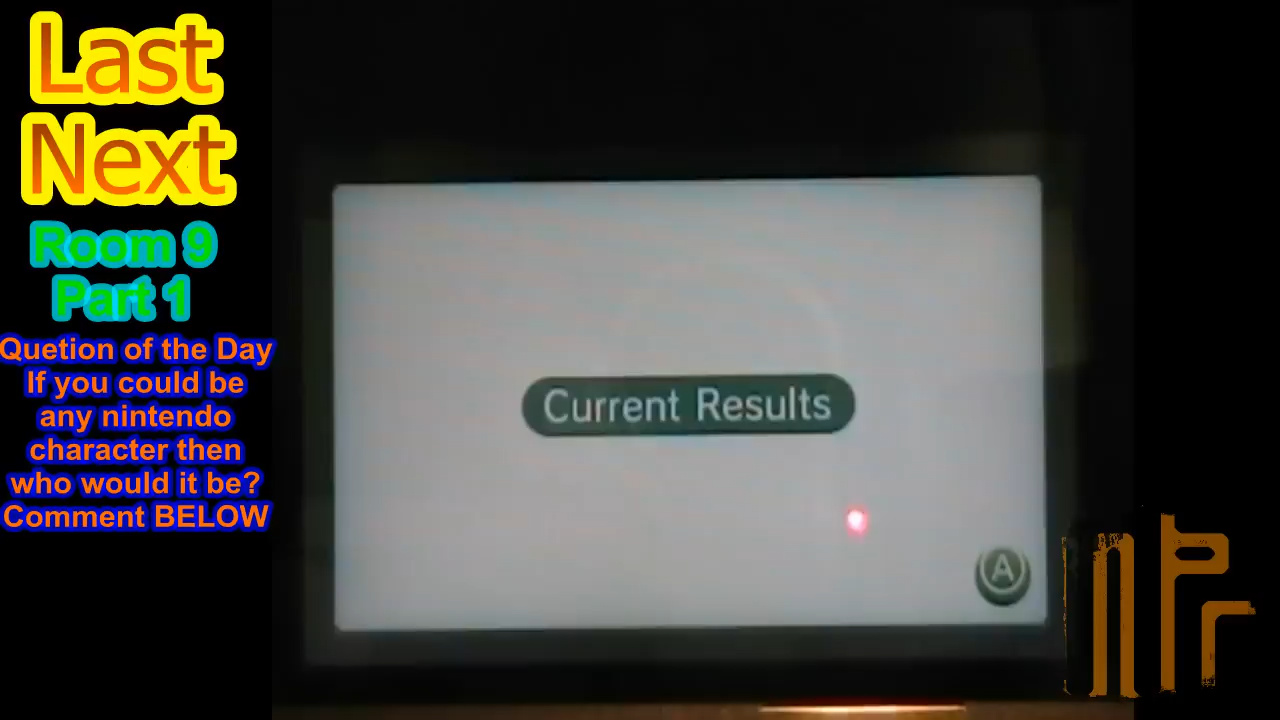 Last
Next
Room 9
Part 1
Quetion of the Day
If you could be
any nintendo
character then
who would it be?
Comment BELOW
Current Results
A